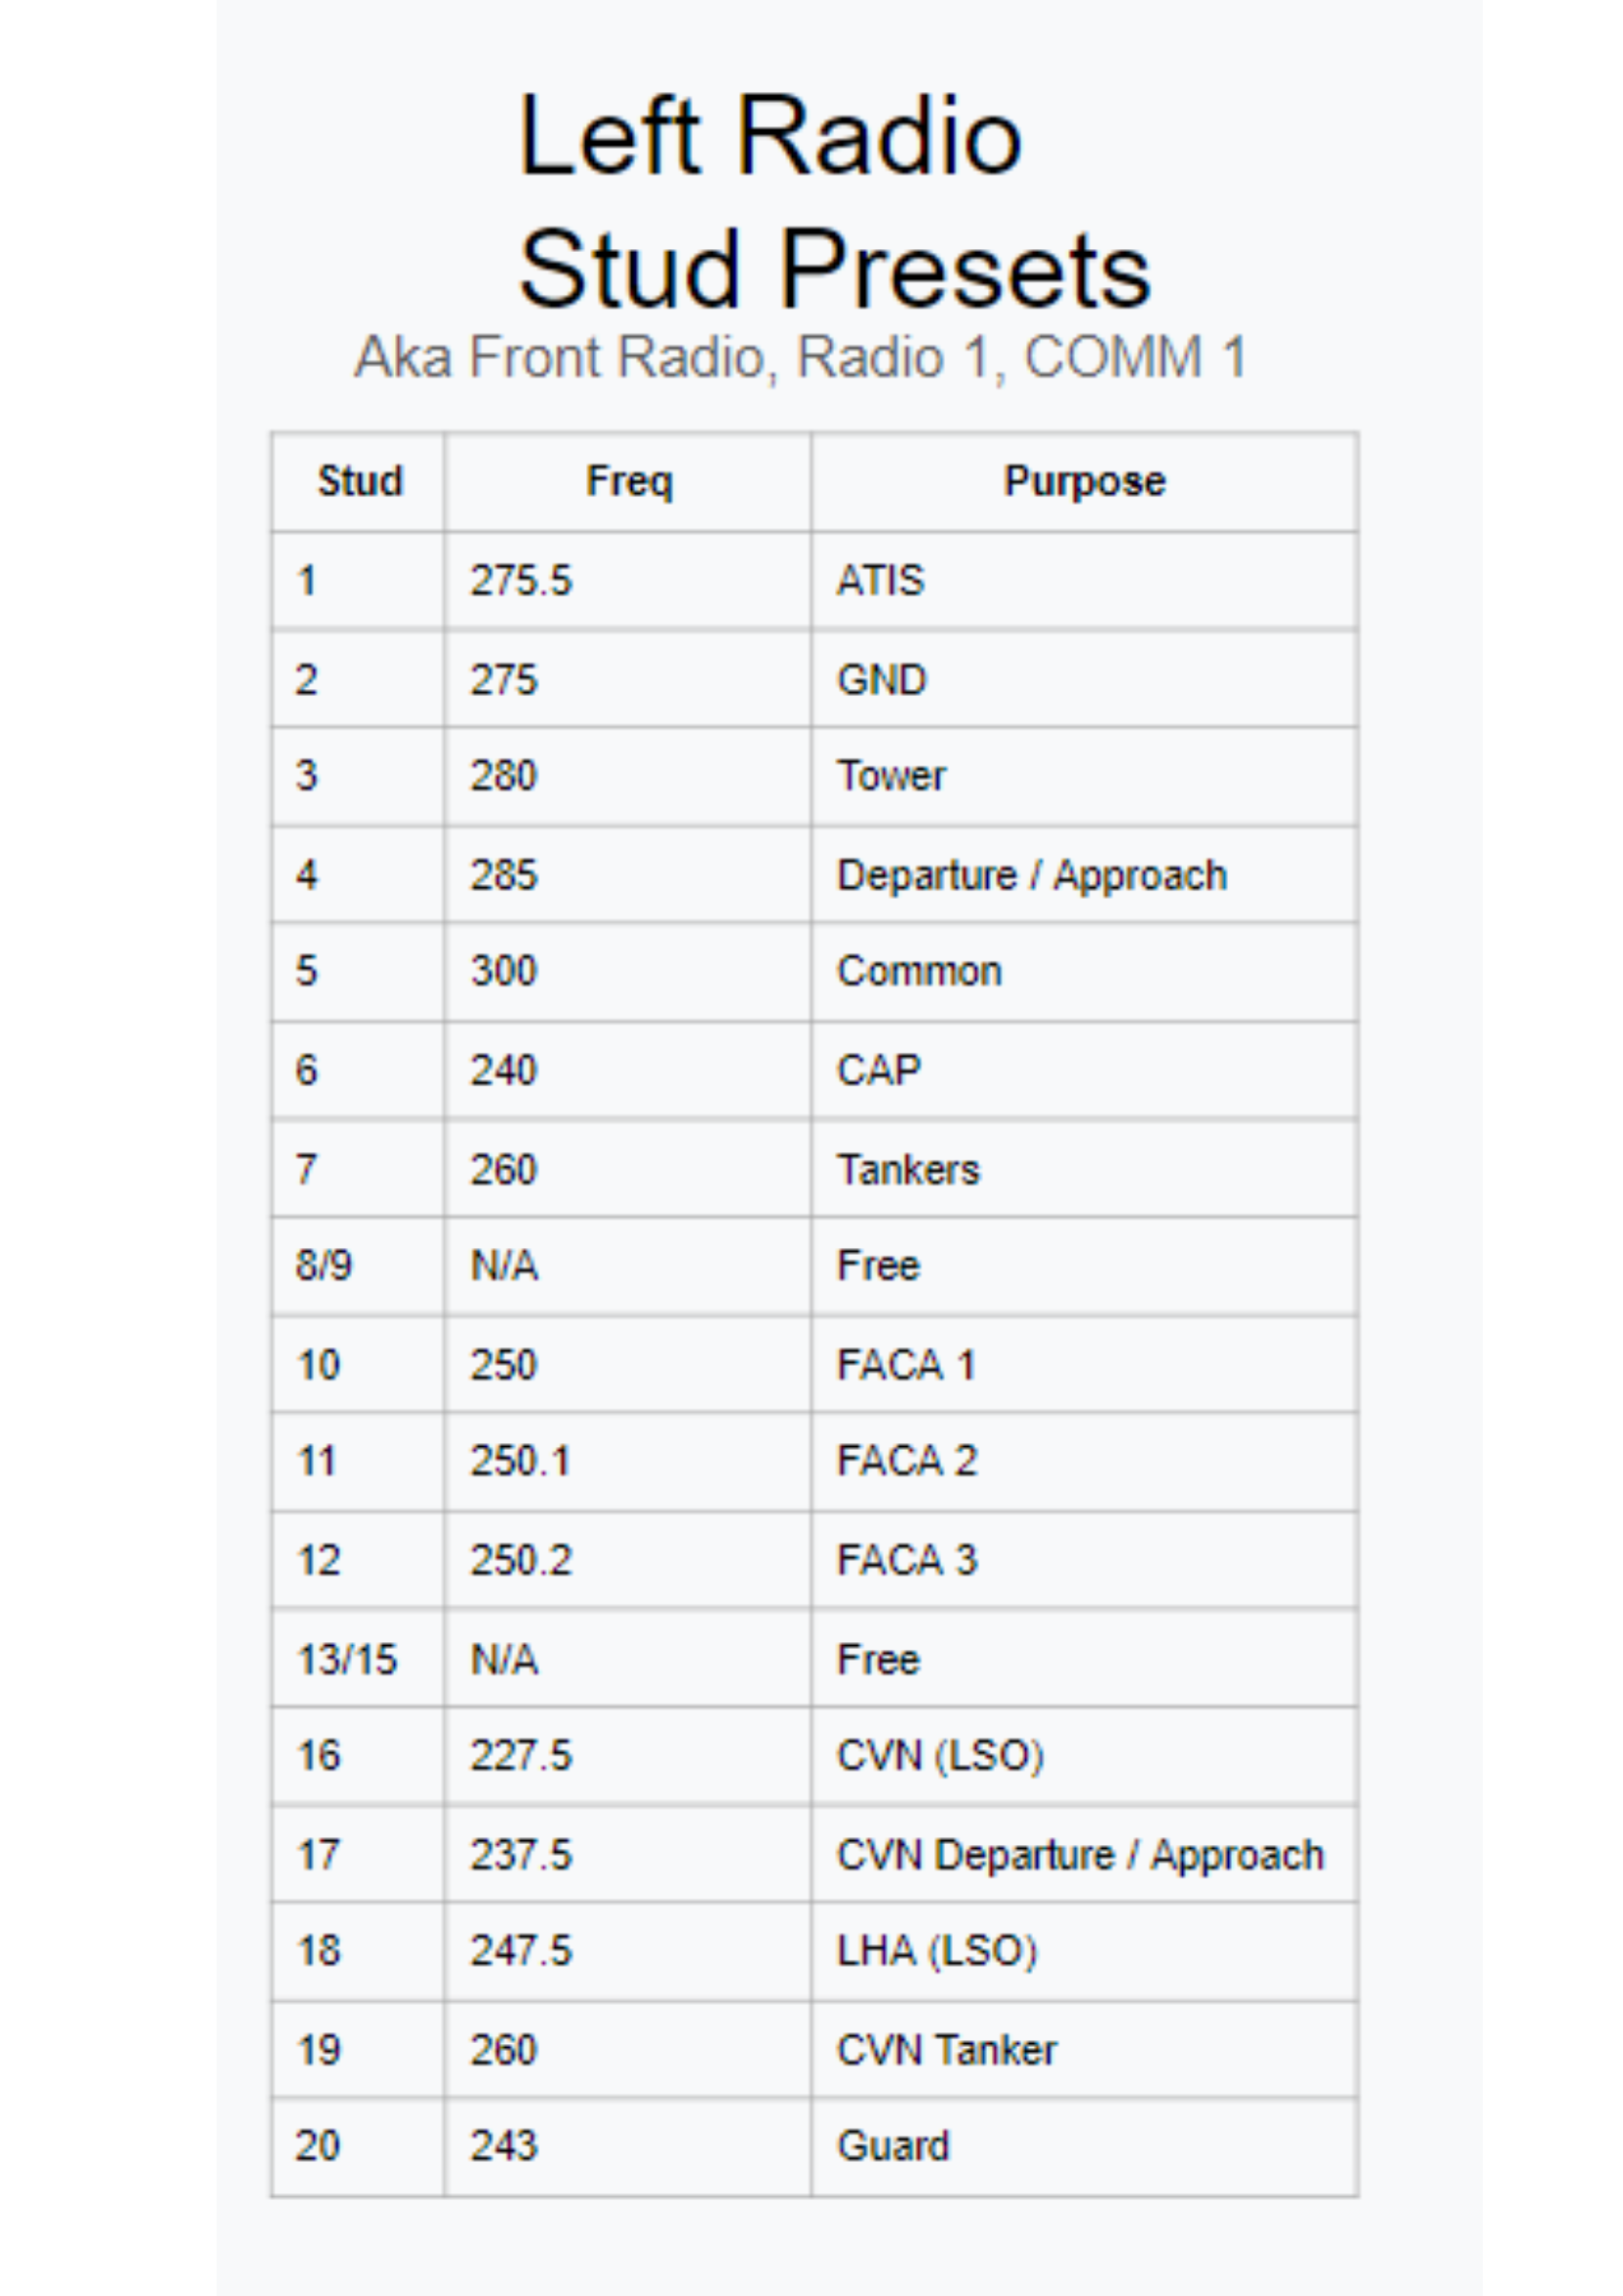 Left Radio
Stud Presets
Aka Front Radio, Radio 1, COMM 1
Stud Freq Purpose
1 275.5 ATIS
2 275 GND
3 280 Tower
4 285 Departure / Approach
5 300 Common
6 240 CAP
7 260 Tankers
8/9 N/A Free
10 250 FACA 1
11 250.1 FACA 2
12 250.2 FACA 3
13/15 N/A Free
16 227.5 CVN (LSO)
17 237.5 CVN Departure / Approach
18 247.5 LHA (LSO)
19 260 CVN Tanker
20 243 Guard